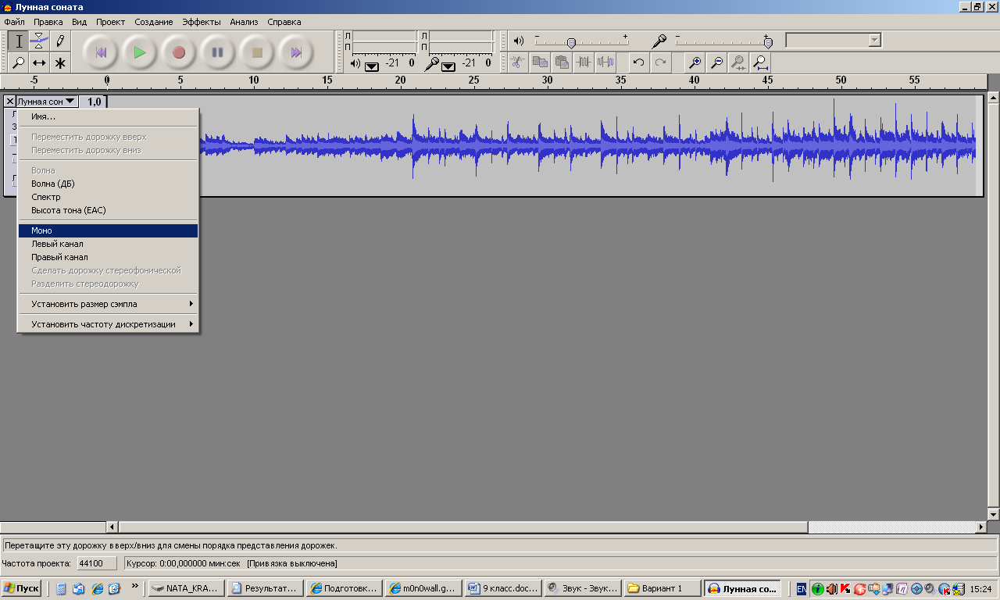 Лунная соната
Файл Правка Вид Проект Создание Эффекты Анализ Справка
Л П -21 0
Л П -21 0
- +
- +
-5 0 5 10 15 20 25 30 35 40 45 50 55
Лунная сон 1,0
Имя...
Переместить дорожку вверх
Переместить дорожку вниз
Волна
Волна (ДБ)
Спектр
Высота тона (EAC)
Моно
Левый канал
Правый канал
Сделать дорожку стереофонической
Разделить стереодорожку
Установить размер сэмпла
Установить частоту дискретизации
Перетащите эту дорожку вверх/вниз для смены порядка представления дорожек.
Частота проекта: 44100 Курсор: 0:00,000000 мин:сек [Привязка выключена]
Пуск » NATA_KRA... Результат... Подготовк... m0n0wall.g... 9 класс.doc... Звук - Звук... Вариант 1 Лунная со... EN 15:24